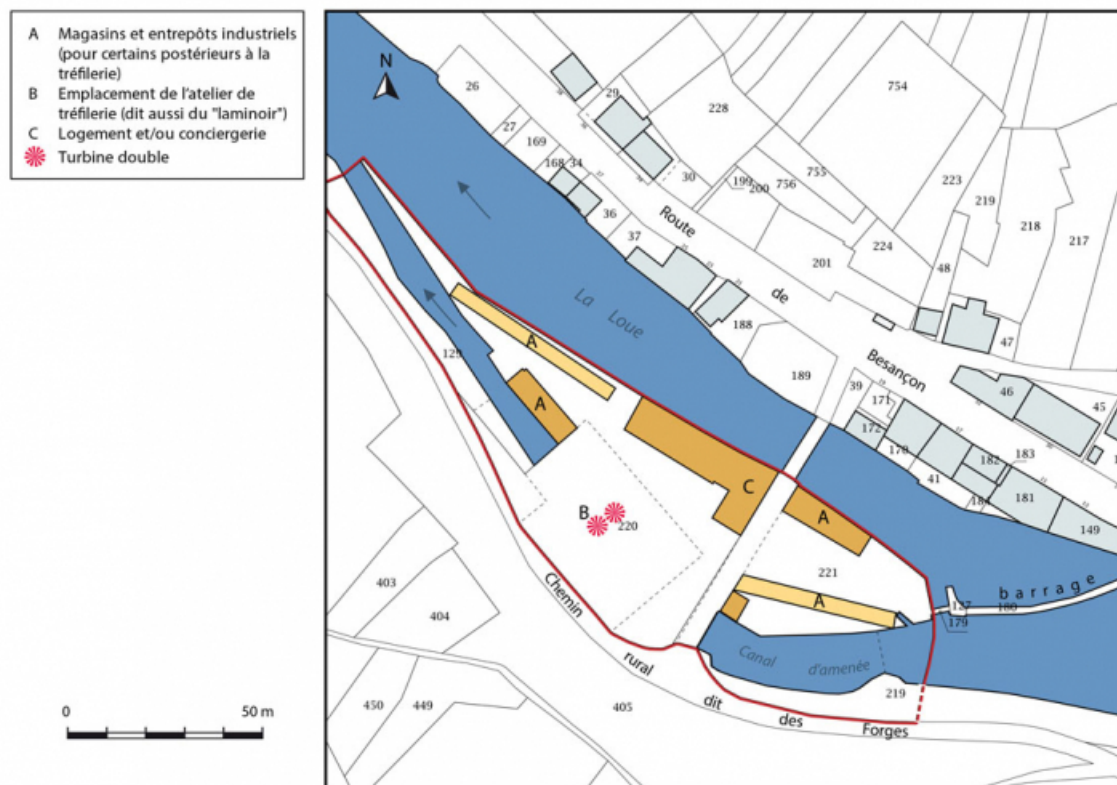 A Magasins et entrepôts industriels
(pour certains postérieurs à la
tréfilerie)
B Emplacement de l'atelier de
tréfilerie (dit aussi du "laminoir")
C Logement et/ou conciergerie
Turbine double
N
26
29
228
754
27
169
168
34
30
199
200
756
755
223
219
218
217
36
37
Route
de
Besançon
201
224
48
La Loue
188
189
47
129
A
A
39
171
46
45
172
170
182
183
41
184
181
149
C
A
B
220
221
A
barrage
127
180
179
Canal
d'amenée
219
403
404
Chemin
rural
dit
des
Forges
405
450
449
0
50 m